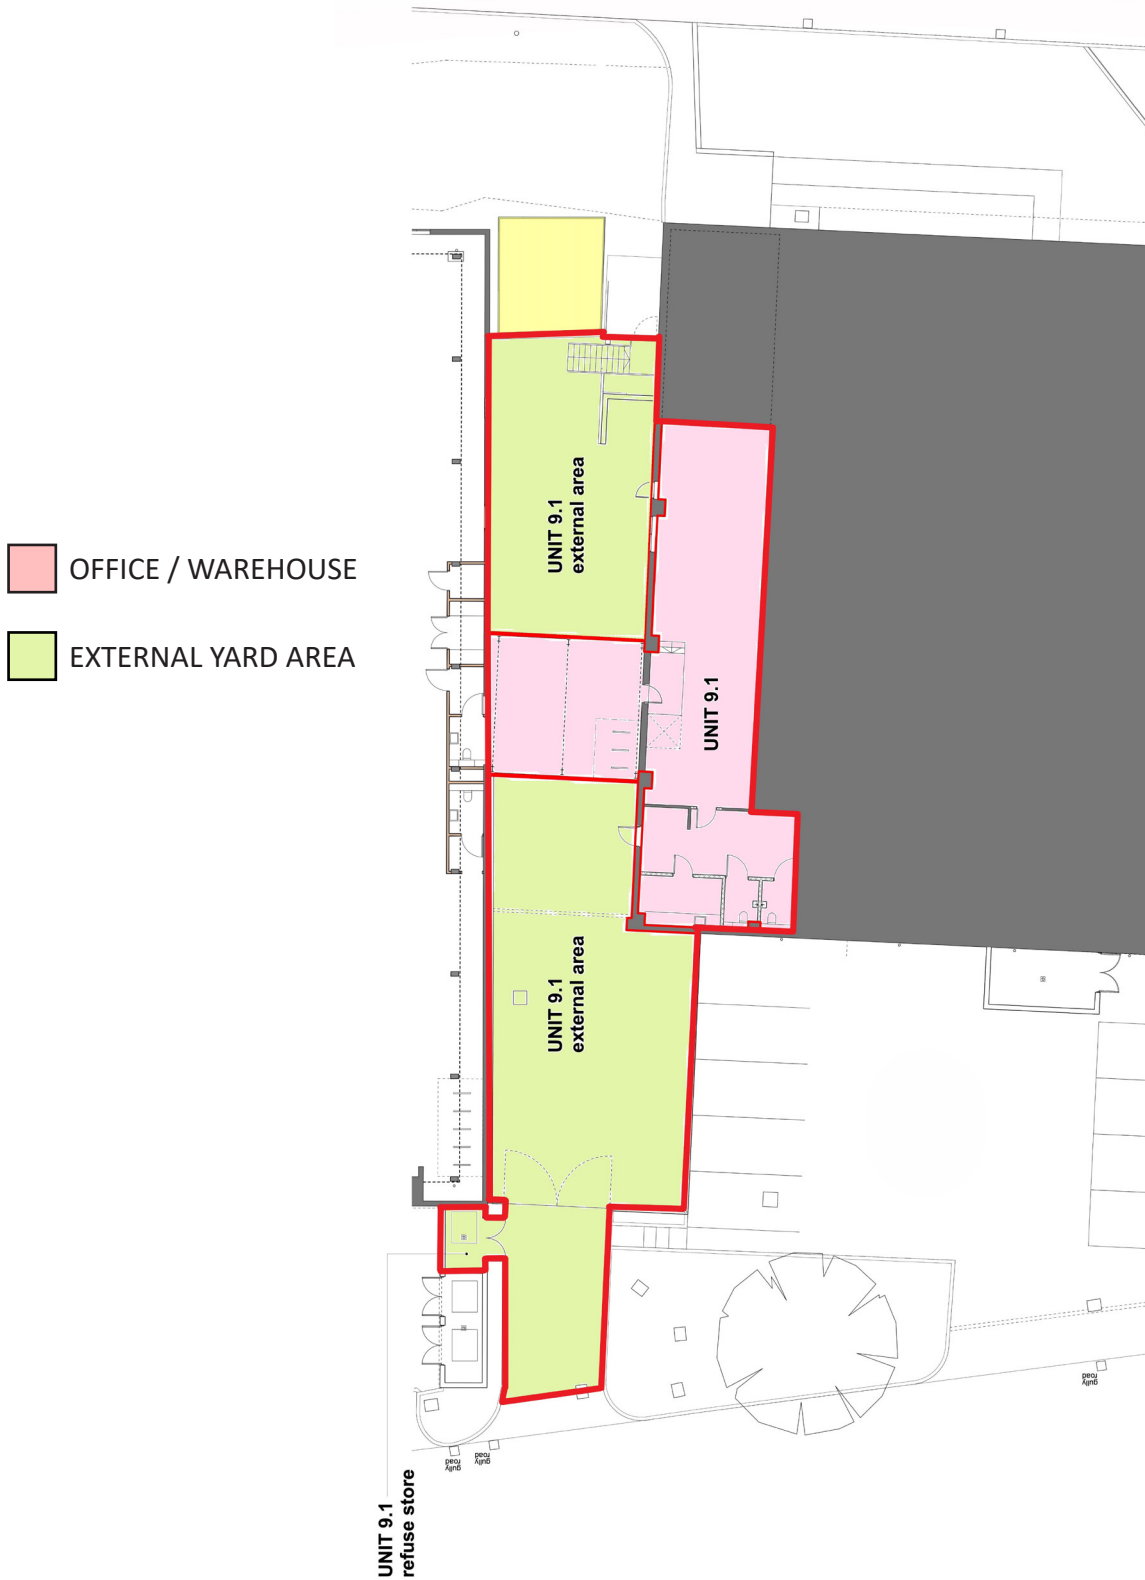 OFFICE / WAREHOUSE
EXTERNAL YARD AREA
UNIT 9.1
external area
UNIT 9.1
UNIT 9.1
external area
UNIT 9.1
refuse store
gully
road
gully
road
gully
road